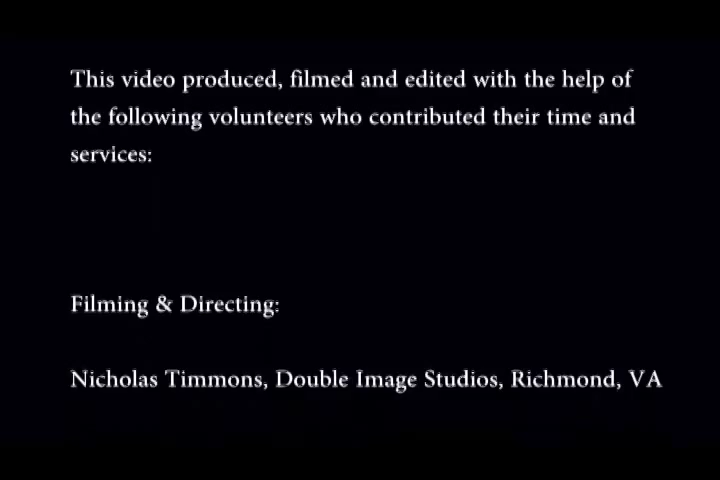 This video produced, filmed and edited with the help of
the following volunteers who contributed their time and
services:
Filming & Directing:
Nicholas Timmons, Double Image Studios, Richmond, VA